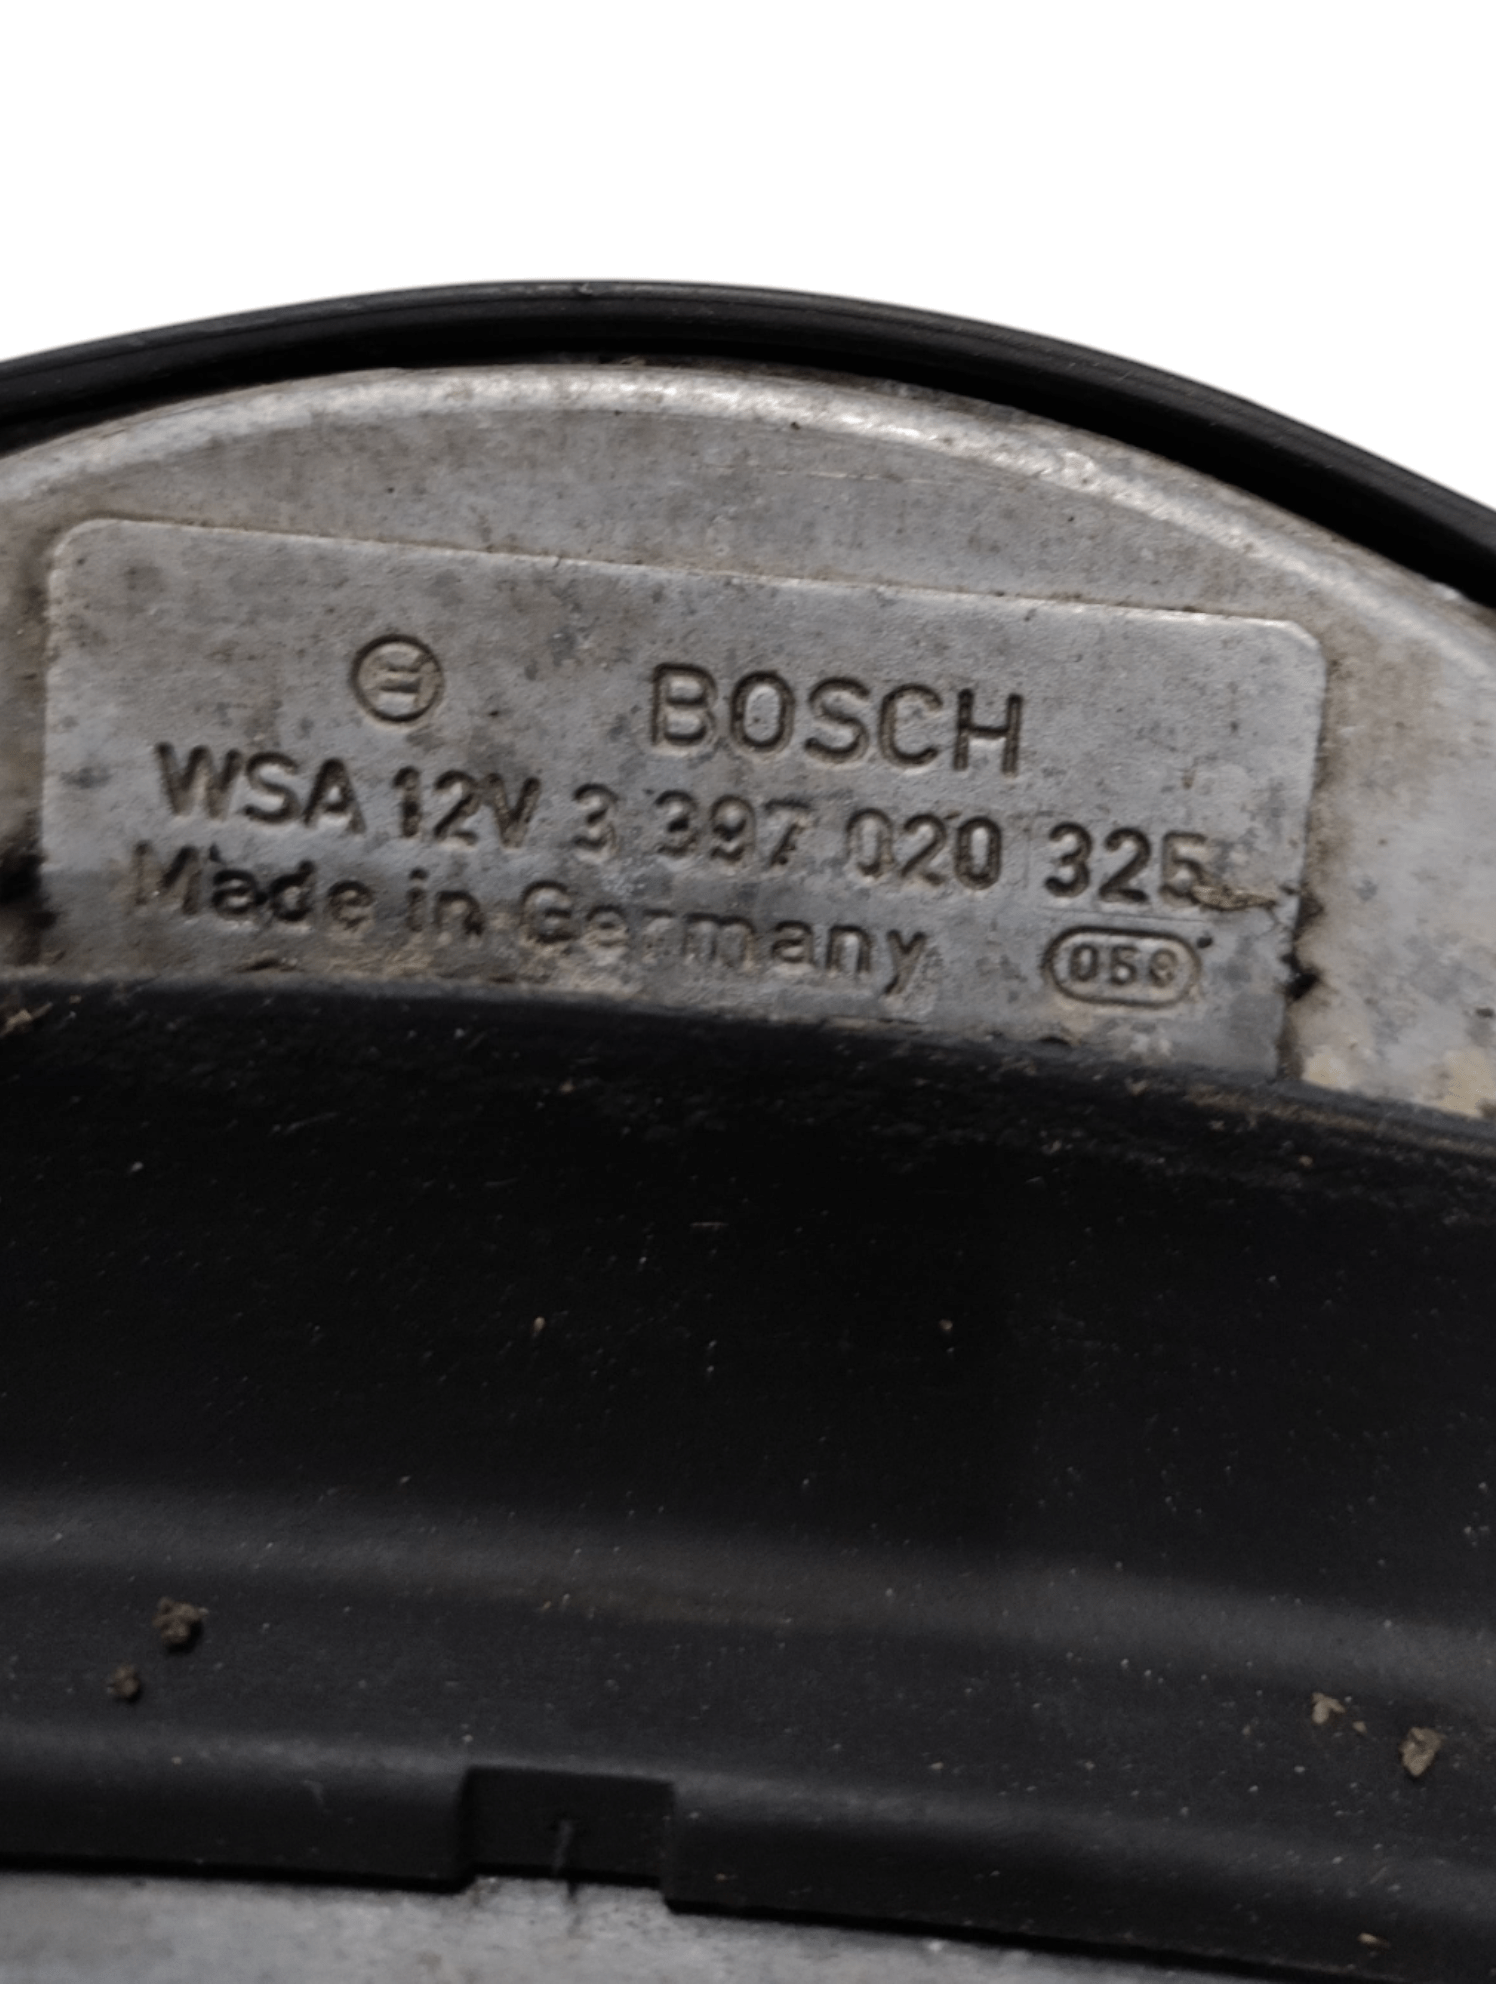 BOSCH
WSA 12V 3 397 020 325
Made in Germany